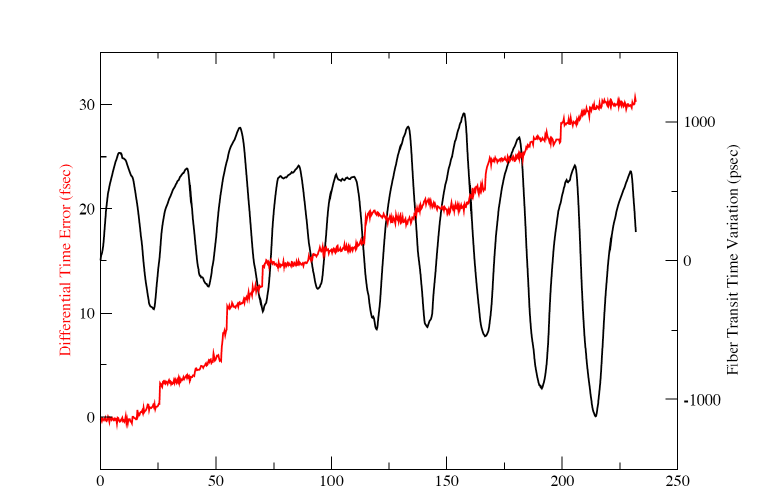 Differential Time Error (fsec)
30
20
10
0
1000
0
-1000
Fiber Transit Time Variation (psec)
0 50 100 150 200 250